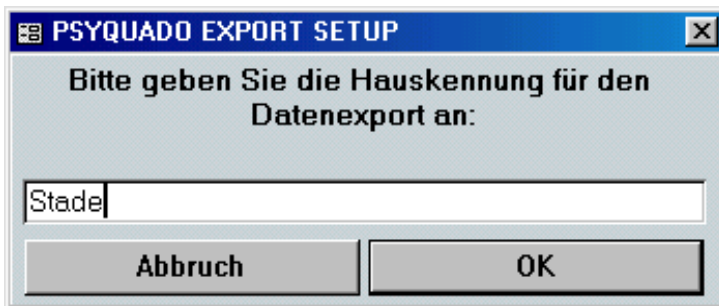 PSYQUADO EXPORT SETUP
Bitte geben Sie die Hauskennung für den
Datenexport an:
Stade
Abbruch OK